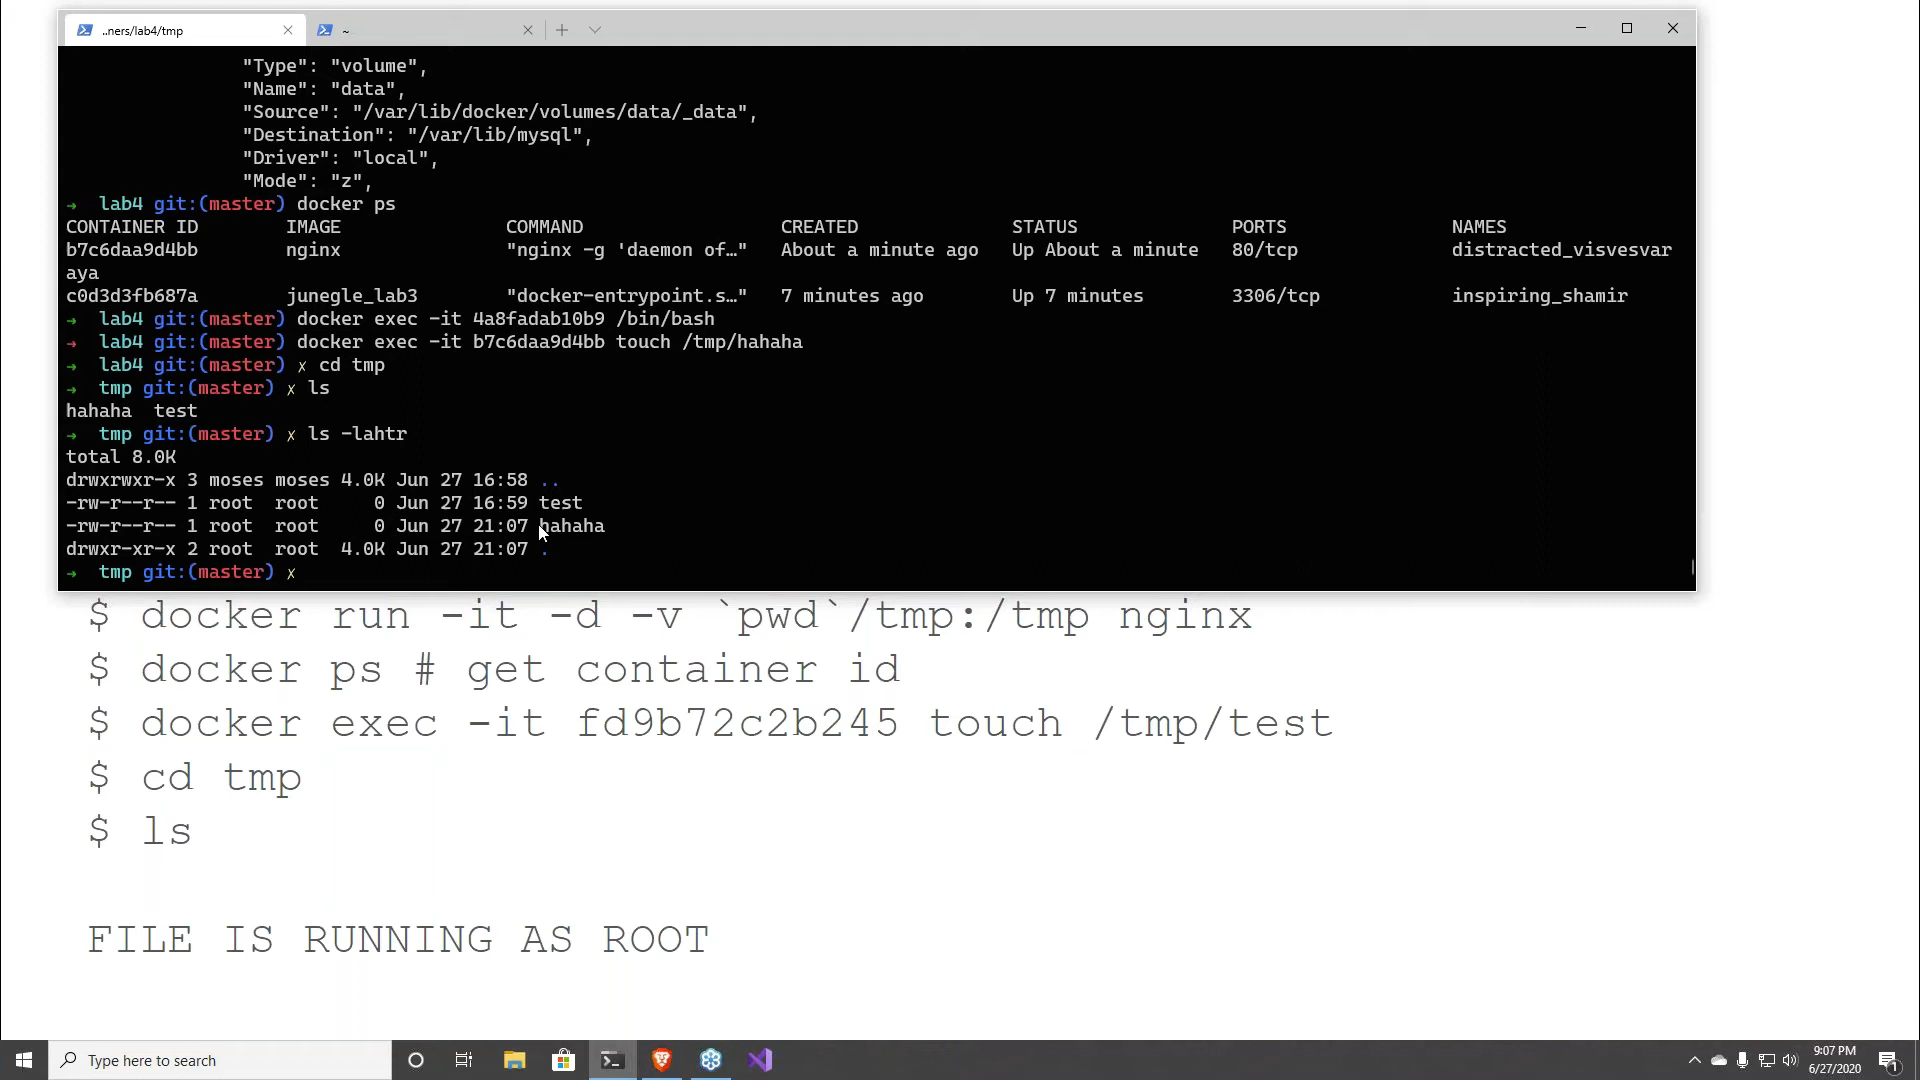 ..ners/lab4/tmp
~
"Type": "volume",
"Name": "data",
"Source": "/var/lib/docker/volumes/data/_data",
"Destination": "/var/lib/mysql",
"Driver": "local",
"Mode": "z",
→ lab4 git:(master) docker ps
CONTAINER ID IMAGE COMMAND CREATED STATUS PORTS NAMES
b7c6daa9d4bb nginx "nginx -g 'daemon of…" About a minute ago Up About a minute 80/tcp distracted_visvesvar
aya
c0d3d3fb687a junegle_lab3 "docker-entrypoint.s…" 7 minutes ago Up 7 minutes 3306/tcp inspiring_shamir
→ lab4 git:(master) docker exec -it 4a8fadab10b9 /bin/bash
→ lab4 git:(master) docker exec -it b7c6daa9d4bb touch /tmp/hahaha
→ lab4 git:(master) ✗ cd tmp
→ tmp git:(master) ✗ ls
hahaha test
→ tmp git:(master) ✗ ls -lahtr
total 8.0K
drwxrwxr-x 3 moses moses 4.0K Jun 27 16:58 ..
-rw-r--r-- 1 root root 0 Jun 27 16:59 test
-rw-r--r-- 1 root root 0 Jun 27 21:07 hahaha
drwxr-xr-x 2 root root 4.0K Jun 27 21:07 .
→ tmp git:(master) ✗
$ docker run -it -d -v `pwd`/tmp:/tmp nginx
$ docker ps # get container id
$ docker exec -it fd9b72c2b245 touch /tmp/test
$ cd tmp
$ ls
FILE IS RUNNING AS ROOT
Type here to search
9:07 PM
6/27/2020
1